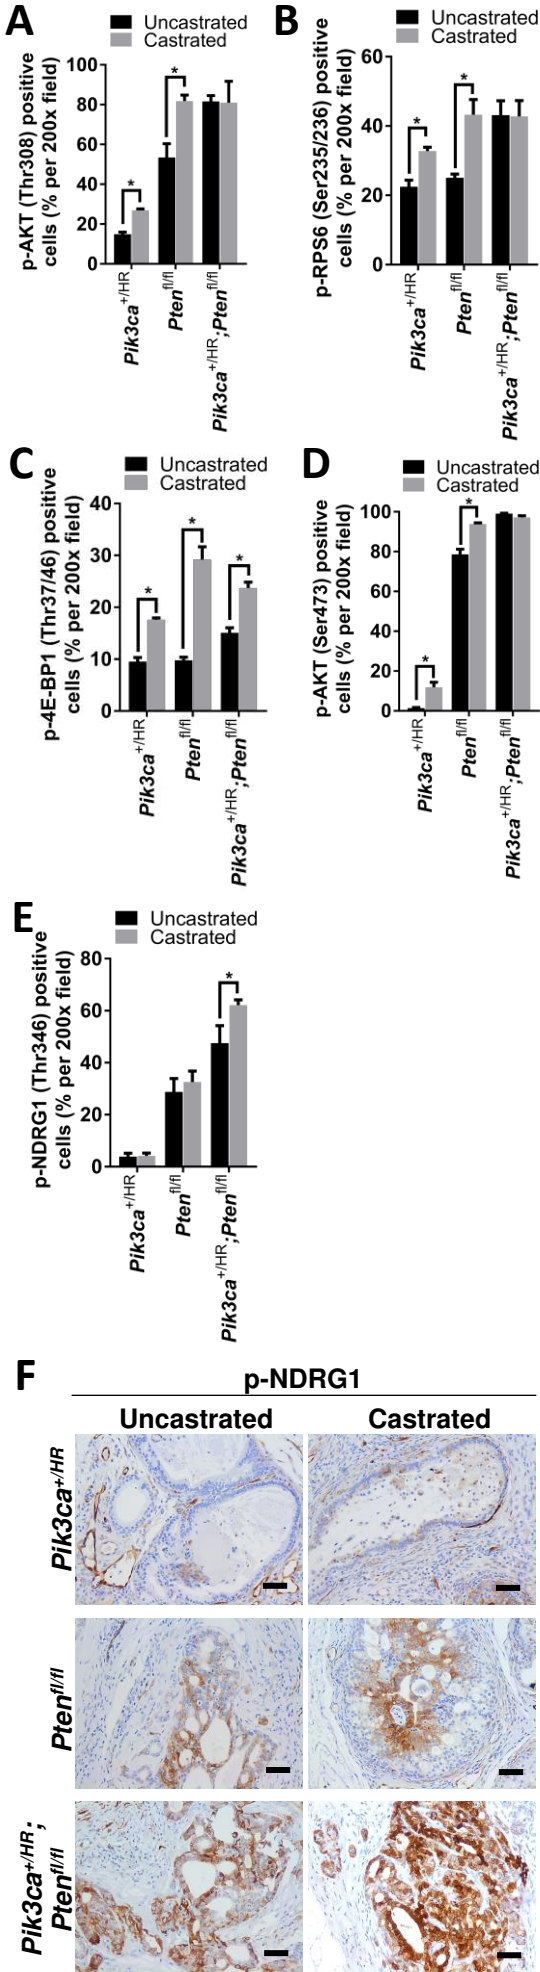 A
Uncastrated
Castrated
p-AKT (Thr308) positive
cells (% per 200x field)
100
80
60
40
20
0
*
*
Pik3ca+/HR
Ptenfl/fl
Pik3ca+/HR;Ptenfl/fl
B
Uncastrated
Castrated
p-RPS6 (Ser235/236) positive
cells (% per 200x field)
60
40
20
0
*
*
Pik3ca+/HR
Ptenfl/fl
Pik3ca+/HR;Ptenfl/fl
C
Uncastrated
Castrated
p-4E-BP1 (Thr37/46) positive
cells (% per 200x field)
40
30
20
10
0
*
*
*
Pik3ca+/HR
Ptenfl/fl
Pik3ca+/HR;Ptenfl/fl
D
Uncastrated
Castrated
p-AKT (Ser473) positive
cells (% per 200x field)
100
80
60
40
20
0
*
*
Pik3ca+/HR
Ptenfl/fl
Pik3ca+/HR;Ptenfl/fl
E
Uncastrated
Castrated
p-NDRG1 (Thr346) positive
cells (% per 200x field)
80
60
40
20
0
*
Pik3ca+/HR
Ptenfl/fl
Pik3ca+/HR;Ptenfl/fl
F
p-NDRG1
Uncastrated
Castrated
Pik3ca+/HR
Ptenfl/fl
Pik3ca+/HR;
Ptenfl/fl